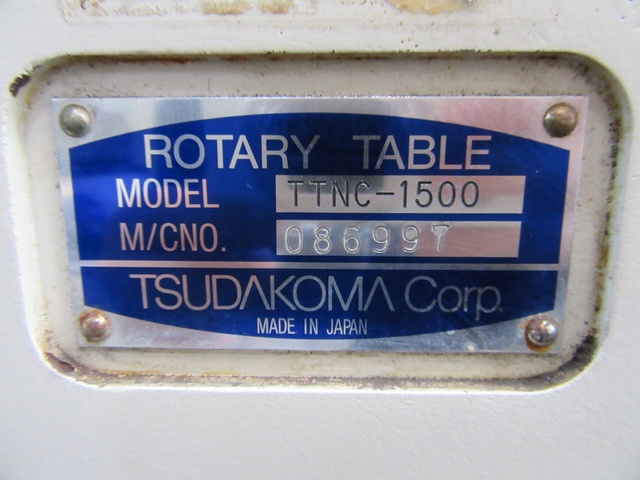 ROTARY TABLE
MODEL TTNC-1500
M/CNO. 086997
TSUDAKOMA Corp.
MADE IN JAPAN